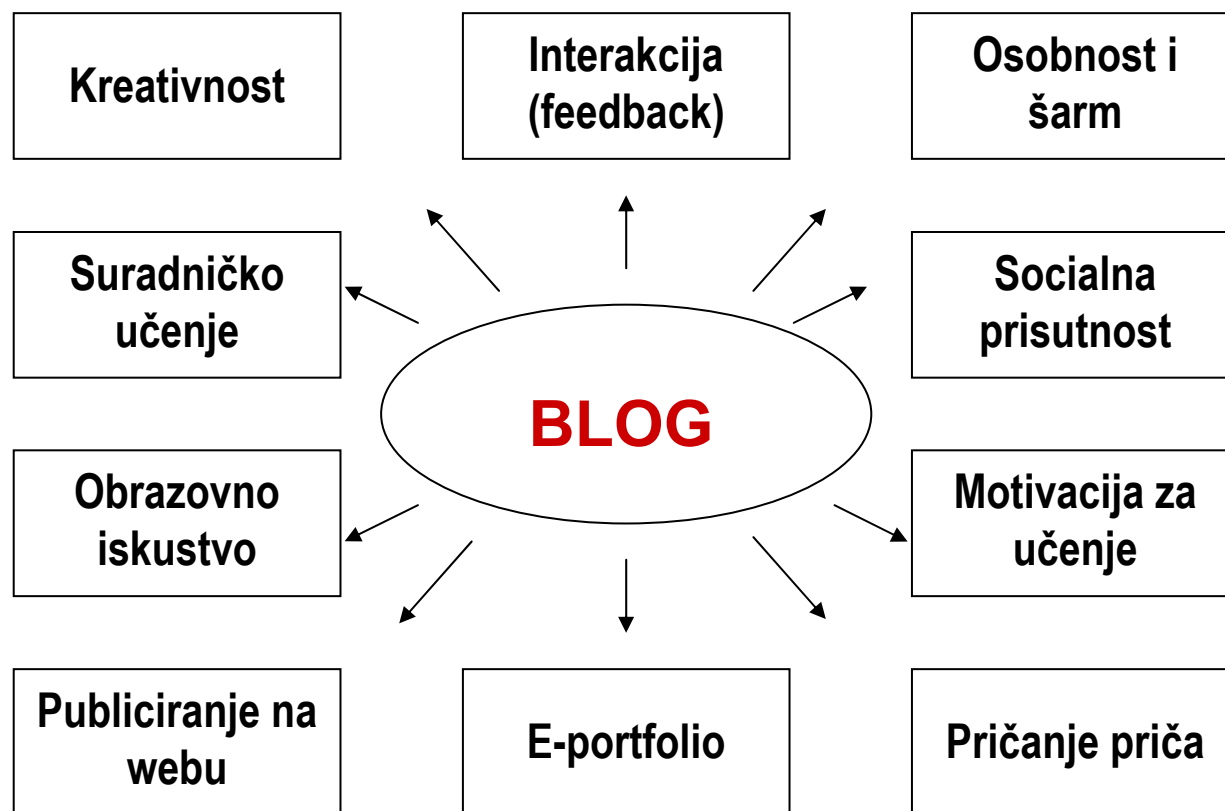 Kreativnost
Interakcija
(feedback)
Osobnost i
šarm
Suradničko
učenje
Socialna
prisutnost
BLOG
Obrazovno
iskustvo
Motivacija za
učenje
Publiciranje na
webu
E-portfolio
Pričanje priča